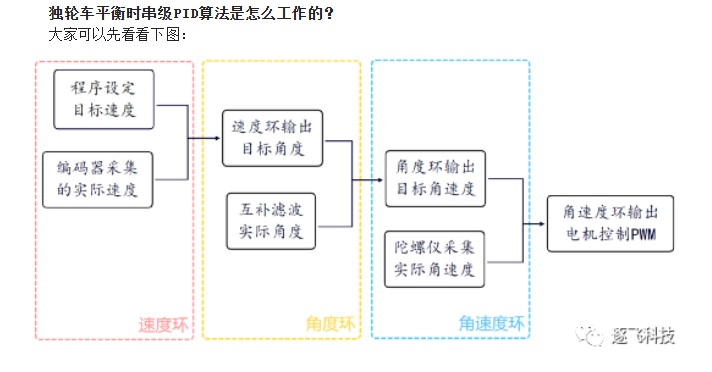 独轮车平衡时串级PID算法是怎么工作的?
大家可以先看看下图:
程序设定
目标速度
编码器采集
的实际速度
速度环
速度环输出
目标角度
互补滤波
实际角度
角度环
角度环输出
目标角速度
陀螺仪采集
实际角速度
角速度环
角速度环输出
电机控制PWM
逐飞科技